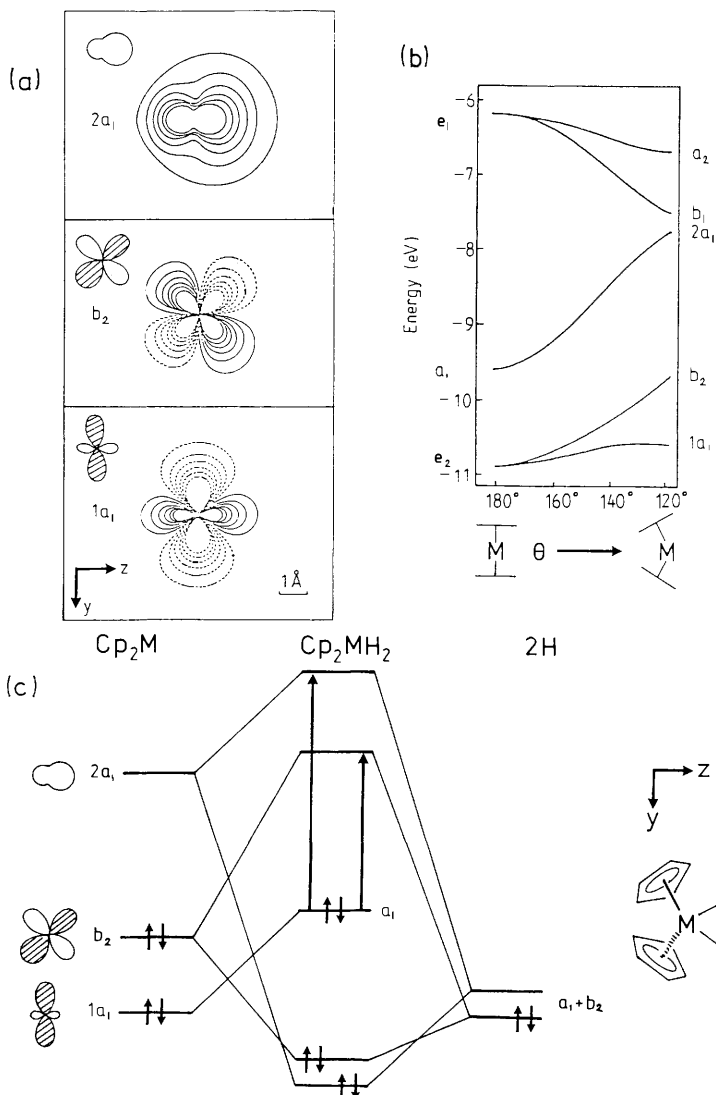 (a)
2a₁
b₂
1a₁
z
y
1Å
(b)
Energy (eV)
−6
−7
−8
−9
−10
−11
e₁
a₁
e₂
a₂
b₁
2a₁
b₂
1a₁
180° 160° 140° 120°
M θ M
Cp₂M Cp₂MH₂ 2H
(c)
2a₁
b₂
1a₁
a₁
a₁+b₂
z
y
M